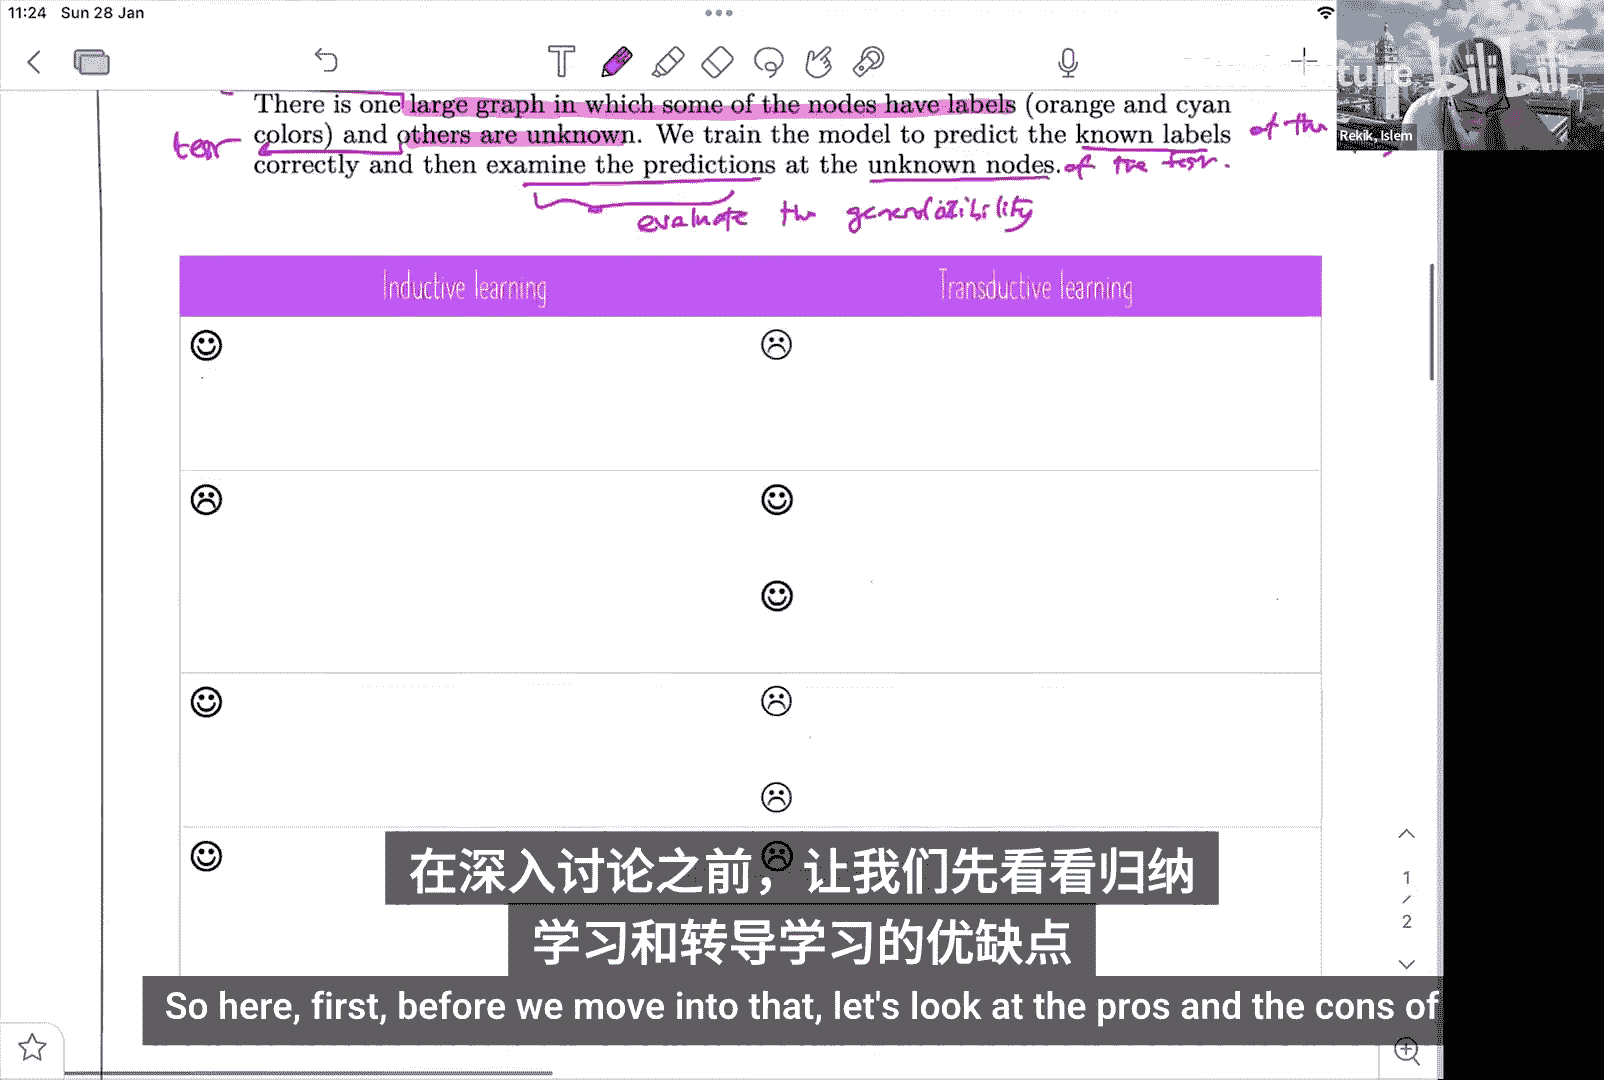 11:24 Sun 28 Jan
ture bilibili
Rekik, Islem
There is one large graph in which some of the nodes have labels (orange and cyan
colors) and others are unknown. We train the model to predict the known labels
correctly and then examine the predictions at the unknown nodes.
test
of the
of the test.
evaluate the generalizibility
Inductive learning
Transductive learning
1
/
2
在深入讨论之前，让我们先看看归纳
学习和转导学习的优缺点
So here, first, before we move into that, let's look at the pros and the cons of